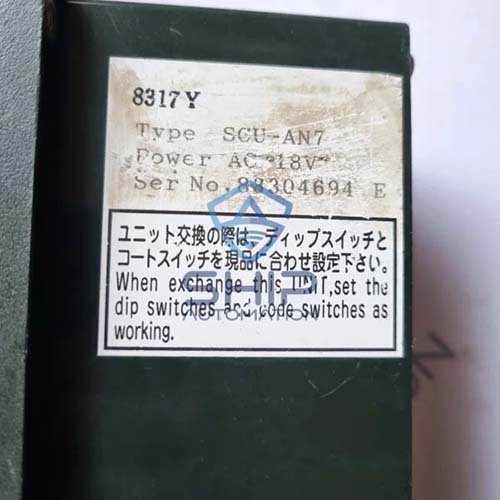 8317Y
Type SCU-AN7
Power AC 18V
Ser No.88304694 E
ユニット交換の際は、ディップスイッチと
コートスイッチを現品に合わせ設定下さい。
When exchange this UNIT,set the
dip switches and code switches as
working.
SHIP
AUTOMATION